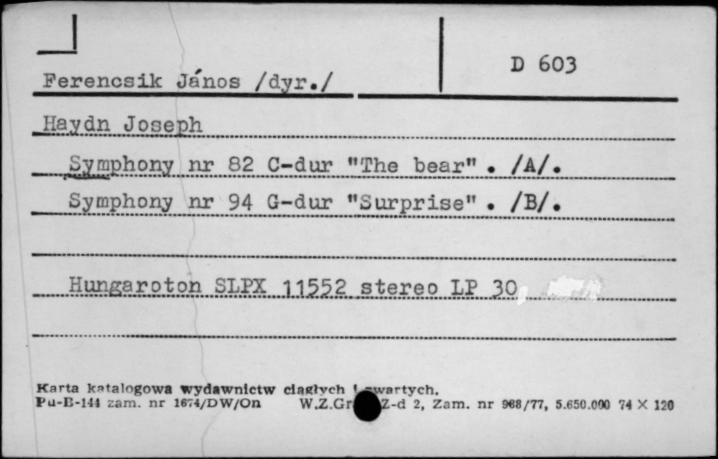 D 603
Ferencsik János /dyr./
Haydn Joseph
Symphony nr 82 C-dur "The bear" . /A/.
Symphony nr 94 G-dur "Surprise" . /B/.
Hungaroton SLPX 11552 stereo LP 30
Karta katalogowa wydawnictw ciągłych zwartych.
Pu-B-144 zam. nr 1674/DW/On W.Z.Gr Z-d 2, Zam. nr 988/77, 5.650.000 74 X 120